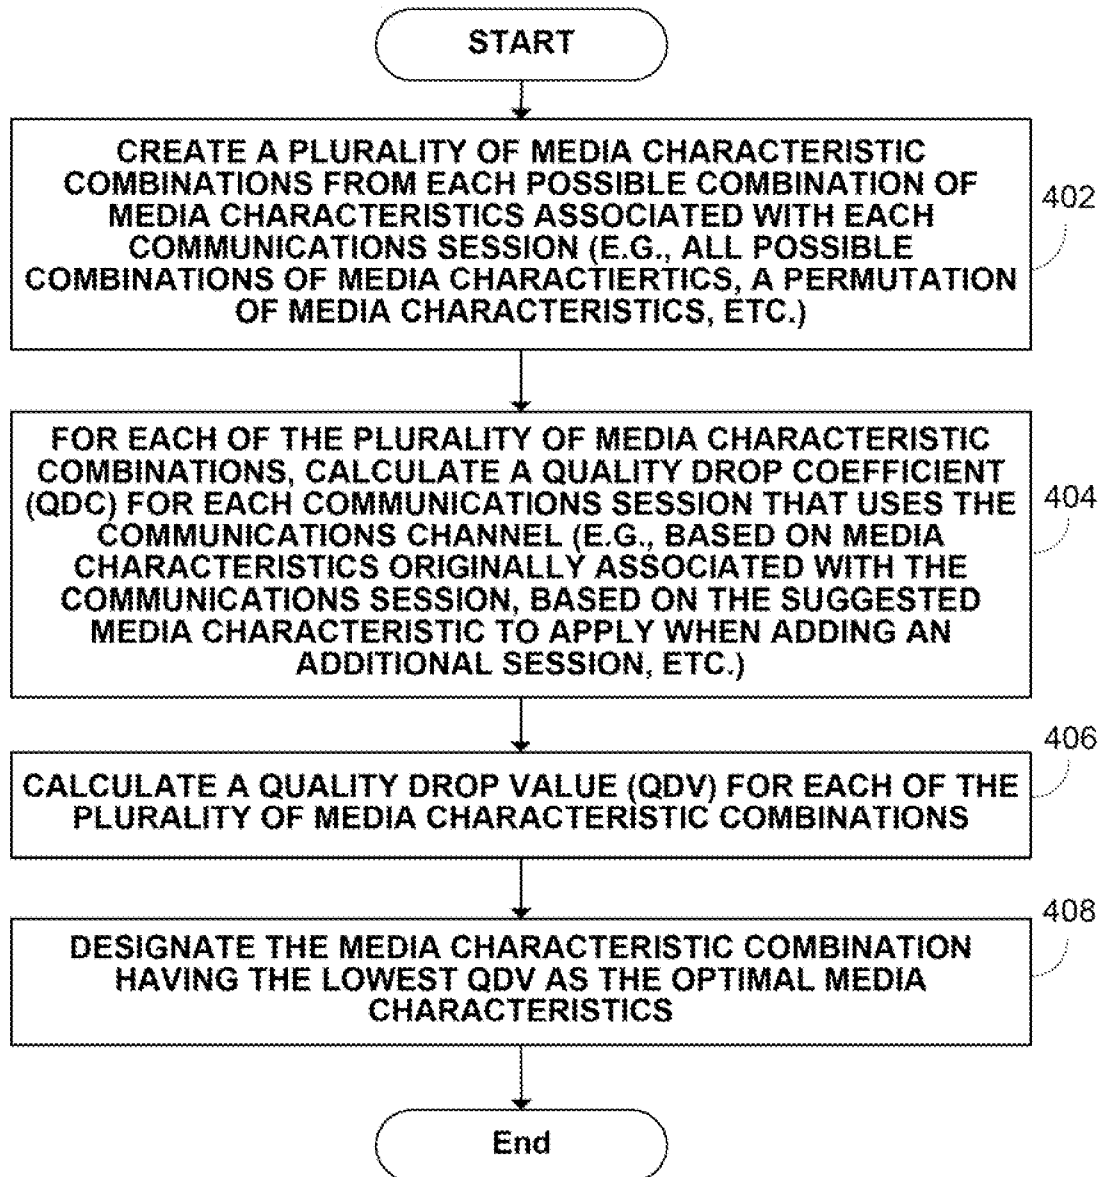 START
CREATE A PLURALITY OF MEDIA CHARACTERISTIC
COMBINATIONS FROM EACH POSSIBLE COMBINATION OF
MEDIA CHARACTERISTICS ASSOCIATED WITH EACH
COMMUNICATIONS SESSION (E.G., ALL POSSIBLE
COMBINATIONS OF MEDIA CHARACTIERTICS, A PERMUTATION
OF MEDIA CHARACTERISTICS, ETC.)
402
FOR EACH OF THE PLURALITY OF MEDIA CHARACTERISTIC
COMBINATIONS, CALCULATE A QUALITY DROP COEFFICIENT
(QDC) FOR EACH COMMUNICATIONS SESSION THAT USES THE
COMMUNICATIONS CHANNEL (E.G., BASED ON MEDIA
CHARACTERISTICS ORIGINALLY ASSOCIATED WITH THE
COMMUNICATIONS SESSION, BASED ON THE SUGGESTED
MEDIA CHARACTERISTIC TO APPLY WHEN ADDING AN
ADDITIONAL SESSION, ETC.)
404
CALCULATE A QUALITY DROP VALUE (QDV) FOR EACH OF THE
PLURALITY OF MEDIA CHARACTERISTIC COMBINATIONS
406
DESIGNATE THE MEDIA CHARACTERISTIC COMBINATION
HAVING THE LOWEST QDV AS THE OPTIMAL MEDIA
CHARACTERISTICS
408
End